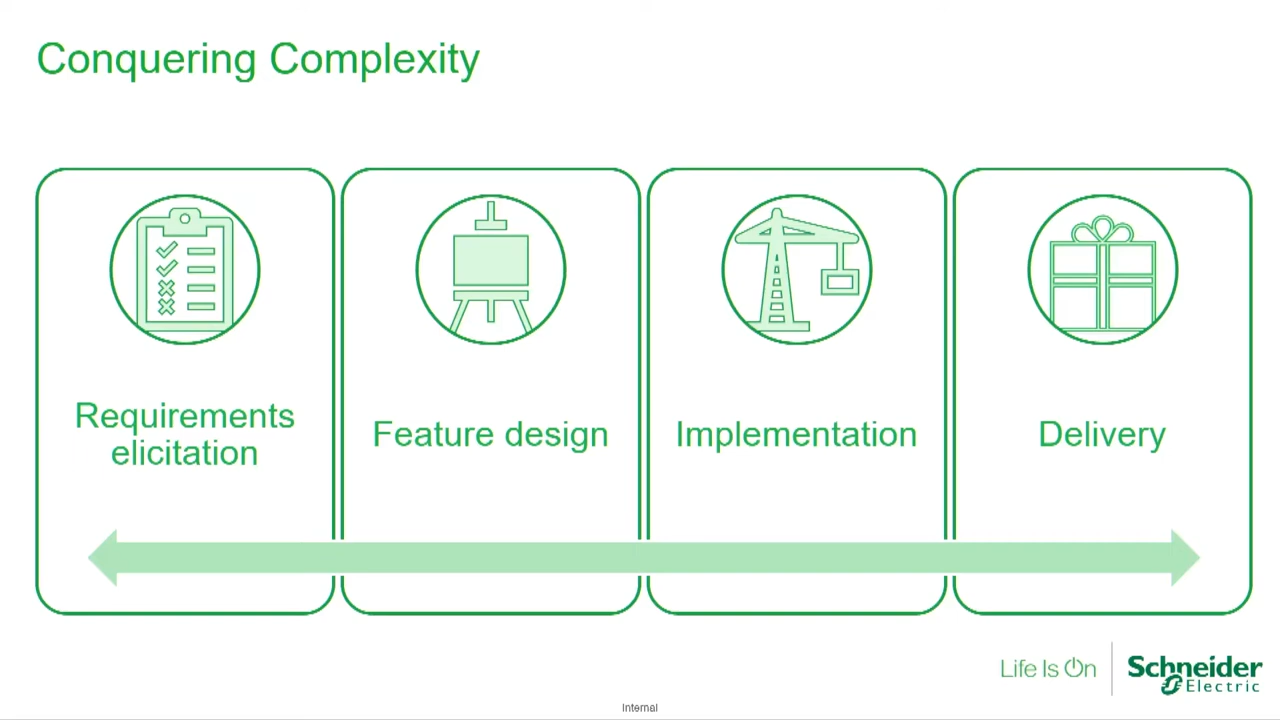 Conquering Complexity
Requirements
elicitation
Feature design
Implementation
Delivery
Life Is On
Schneider
Electric
Internal